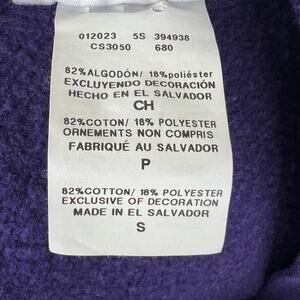 012023 5S 394938
CS3050 680
82%ALGODÓN/ 18%poliéster
EXCLUYENDO DECORACIÓN
HECHO EN EL SALVADOR
CH
82%COTON/ 18% POLYESTER
ORNEMENTS NON COMPRIS
FABRIQUÉ AU SALVADOR
P
82%COTTON/ 18% POLYESTER
EXCLUSIVE OF DECORATION
MADE IN EL SALVADOR
S